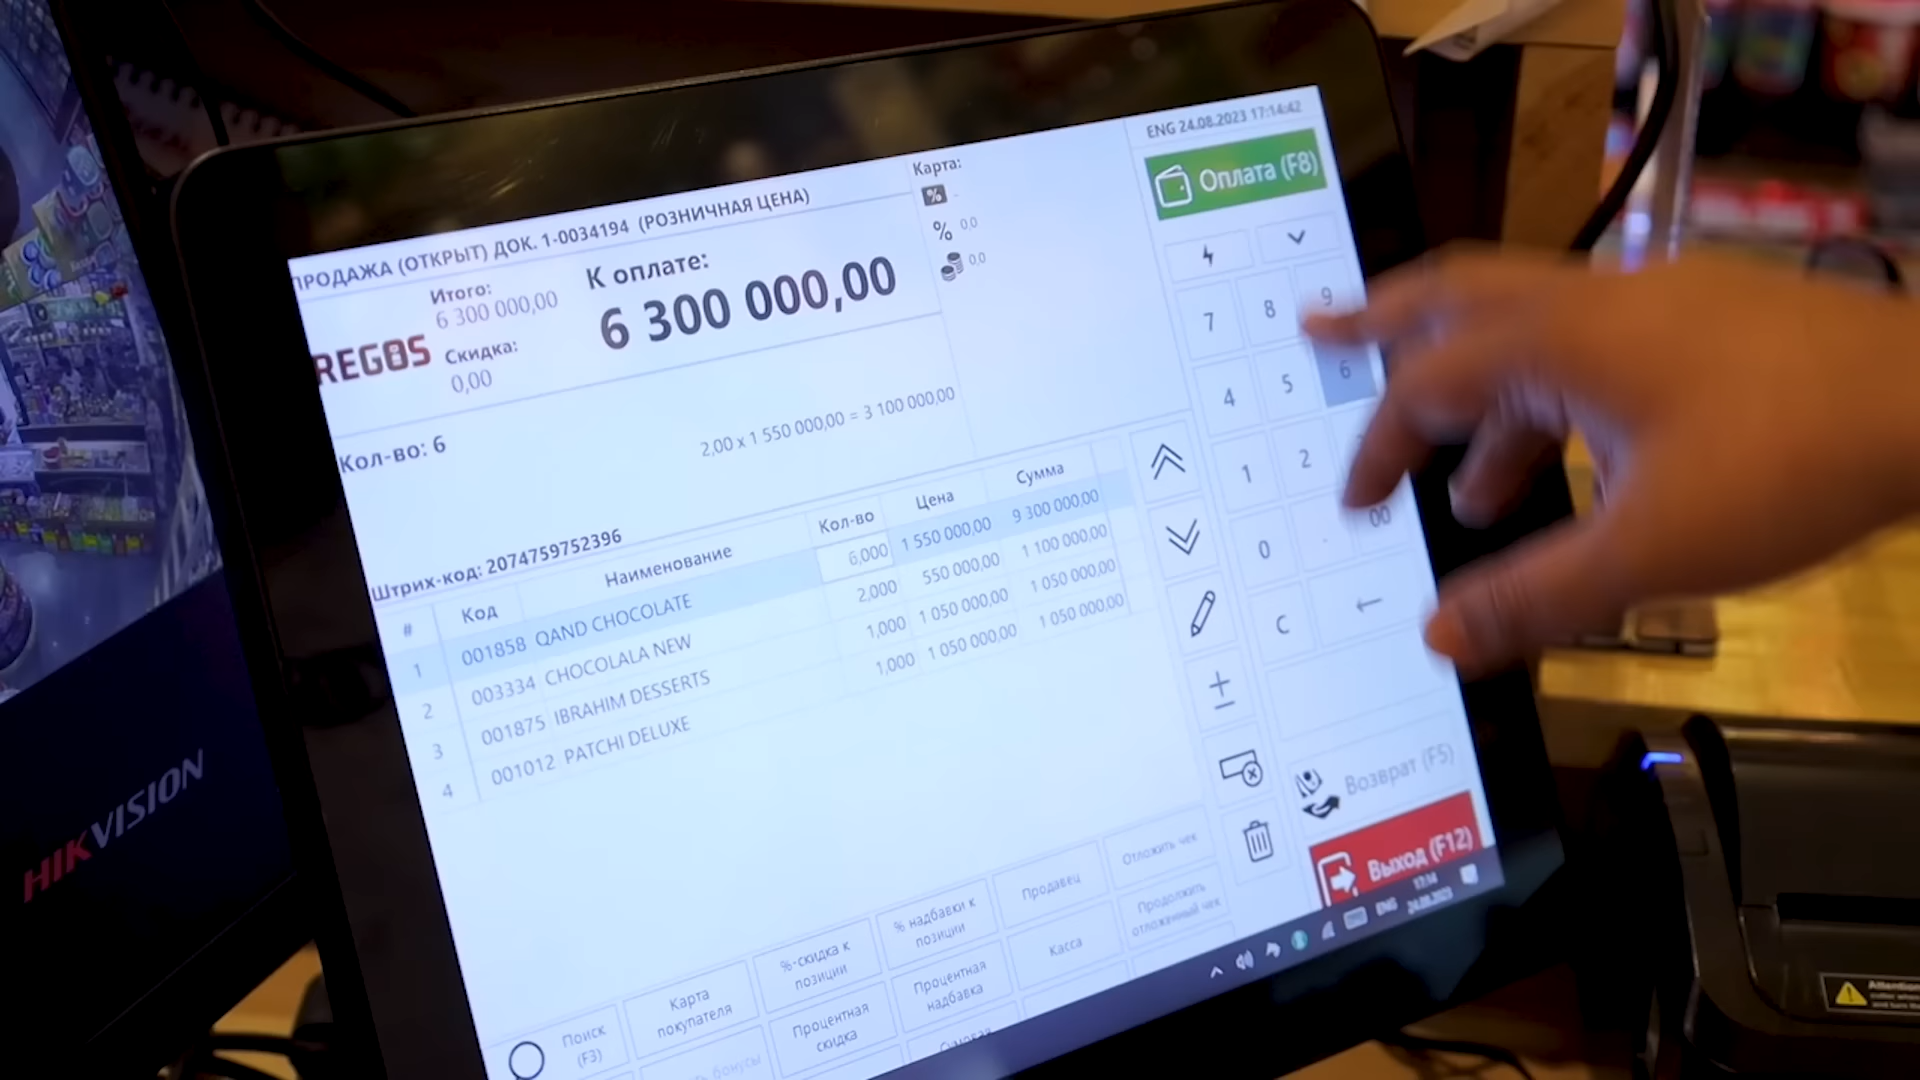 ENG 24.08.2023 17:14:42
ПРОДАЖА (ОТКРЫТ) ДОК. 1-0034194 (РОЗНИЧНАЯ ЦЕНА)
Карта:
Оплата (F8)
% -
Итого:
6 300 000,00
К оплате:
6 300 000,00
% 0,0
0,0
REGOS
Скидка:
0,00
7 8 9
4 5 6
1 2
0 . 00
C ←
Кол-во: 6
2,00 x 1 550 000,00 = 3 100 000,00
Штрих-код: 2074759752396
# Код Наименование Кол-во Цена Сумма
1 001858 QAND CHOCOLATE 6,000 1 550 000,00 9 300 000,00
2 003334 CHOCOLALA NEW 2,000 550 000,00 1 100 000,00
3 001875 IBRAHIM DESSERTS 1,000 1 050 000,00 1 050 000,00
4 001012 PATCHI DELUXE 1,000 1 050 000,00 1 050 000,00
Возврат (F5)
Выход (F12)
Поиск
(F3)
Карта
покупателя
%-скидка к
позиции
% надбавки к
позиции
Продавец
Отложить чек
бонусы
Процентная
скидка
Процентная
надбавка
Касса
Продолжить
отложенный чек
ENG
17:14
24.08.2023
HIKVISION
Attention